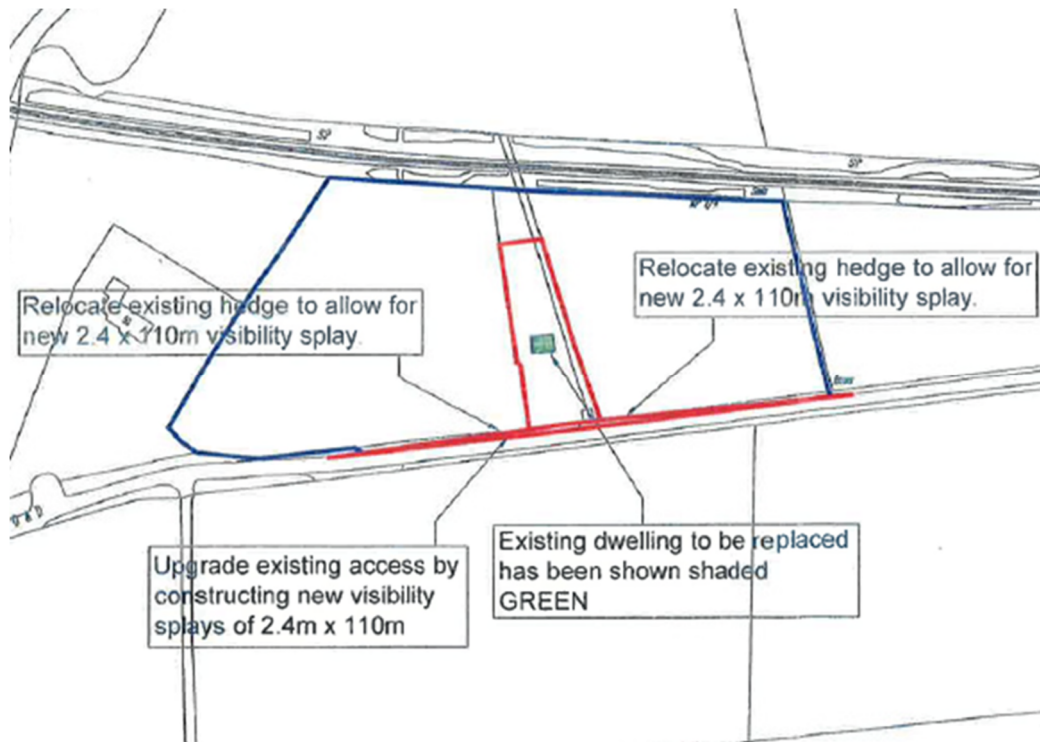 SP
SP
Relocate existing hedge to allow for
new 2.4 x 110m visibility splay.
Relocate existing hedge to allow for
new 2.4 x 110m visibility splay.
Upgrade existing access by
constructing new visibility
splays of 2.4m x 110m
Existing dwelling to be replaced
has been shown shaded
GREEN